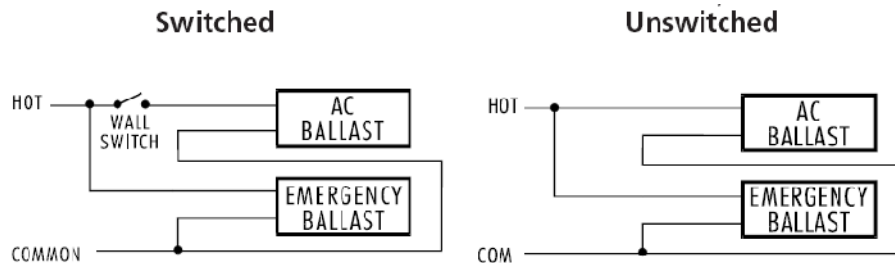 Switched
HOT
WALL
SWITCH
AC
BALLAST
EMERGENCY
BALLAST
COMMON
Unswitched
HOT
AC
BALLAST
EMERGENCY
BALLAST
COM